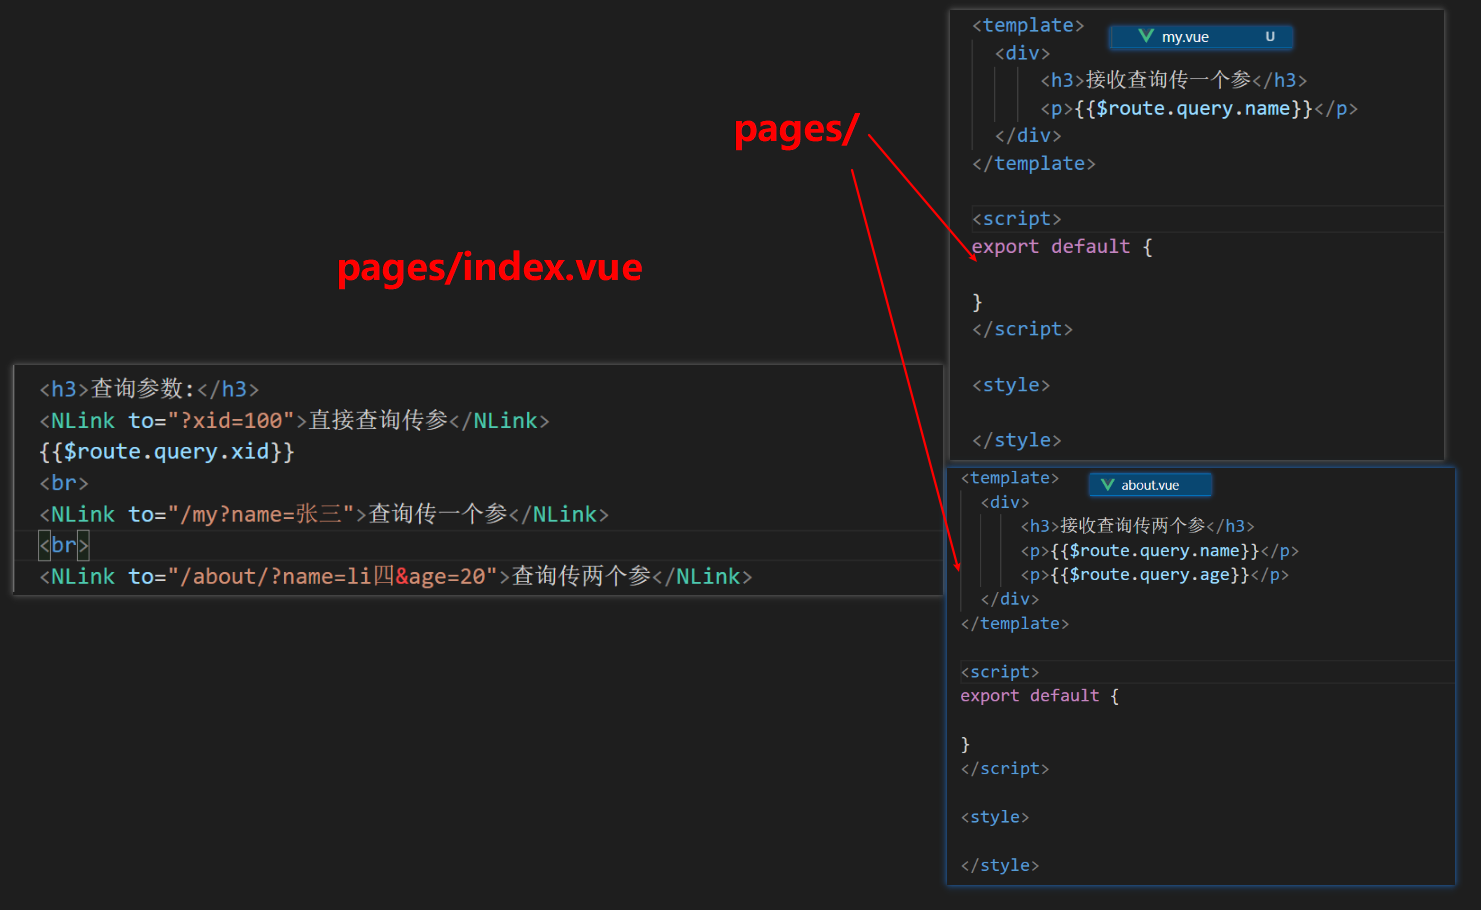 pages/index.vue
<h3>查询参数:</h3>
<NLink to="?xid=100">直接查询传参</NLink>
{{$route.query.xid}}
<br>
<NLink to="/my?name=张三">查询传一个参</NLink>
<br>
<NLink to="/about/?name=li四&age=20">查询传两个参</NLink>
pages/
<template>
my.vue U
<div>
<h3>接收查询传一个参</h3>
<p>{{$route.query.name}}</p>
</div>
</template>
<script>
export default {
}
</script>
<style>
</style>
<template>
about.vue
<div>
<h3>接收查询传两个参</h3>
<p>{{$route.query.name}}</p>
<p>{{$route.query.age}}</p>
</div>
</template>
<script>
export default {
}
</script>
<style>
</style>